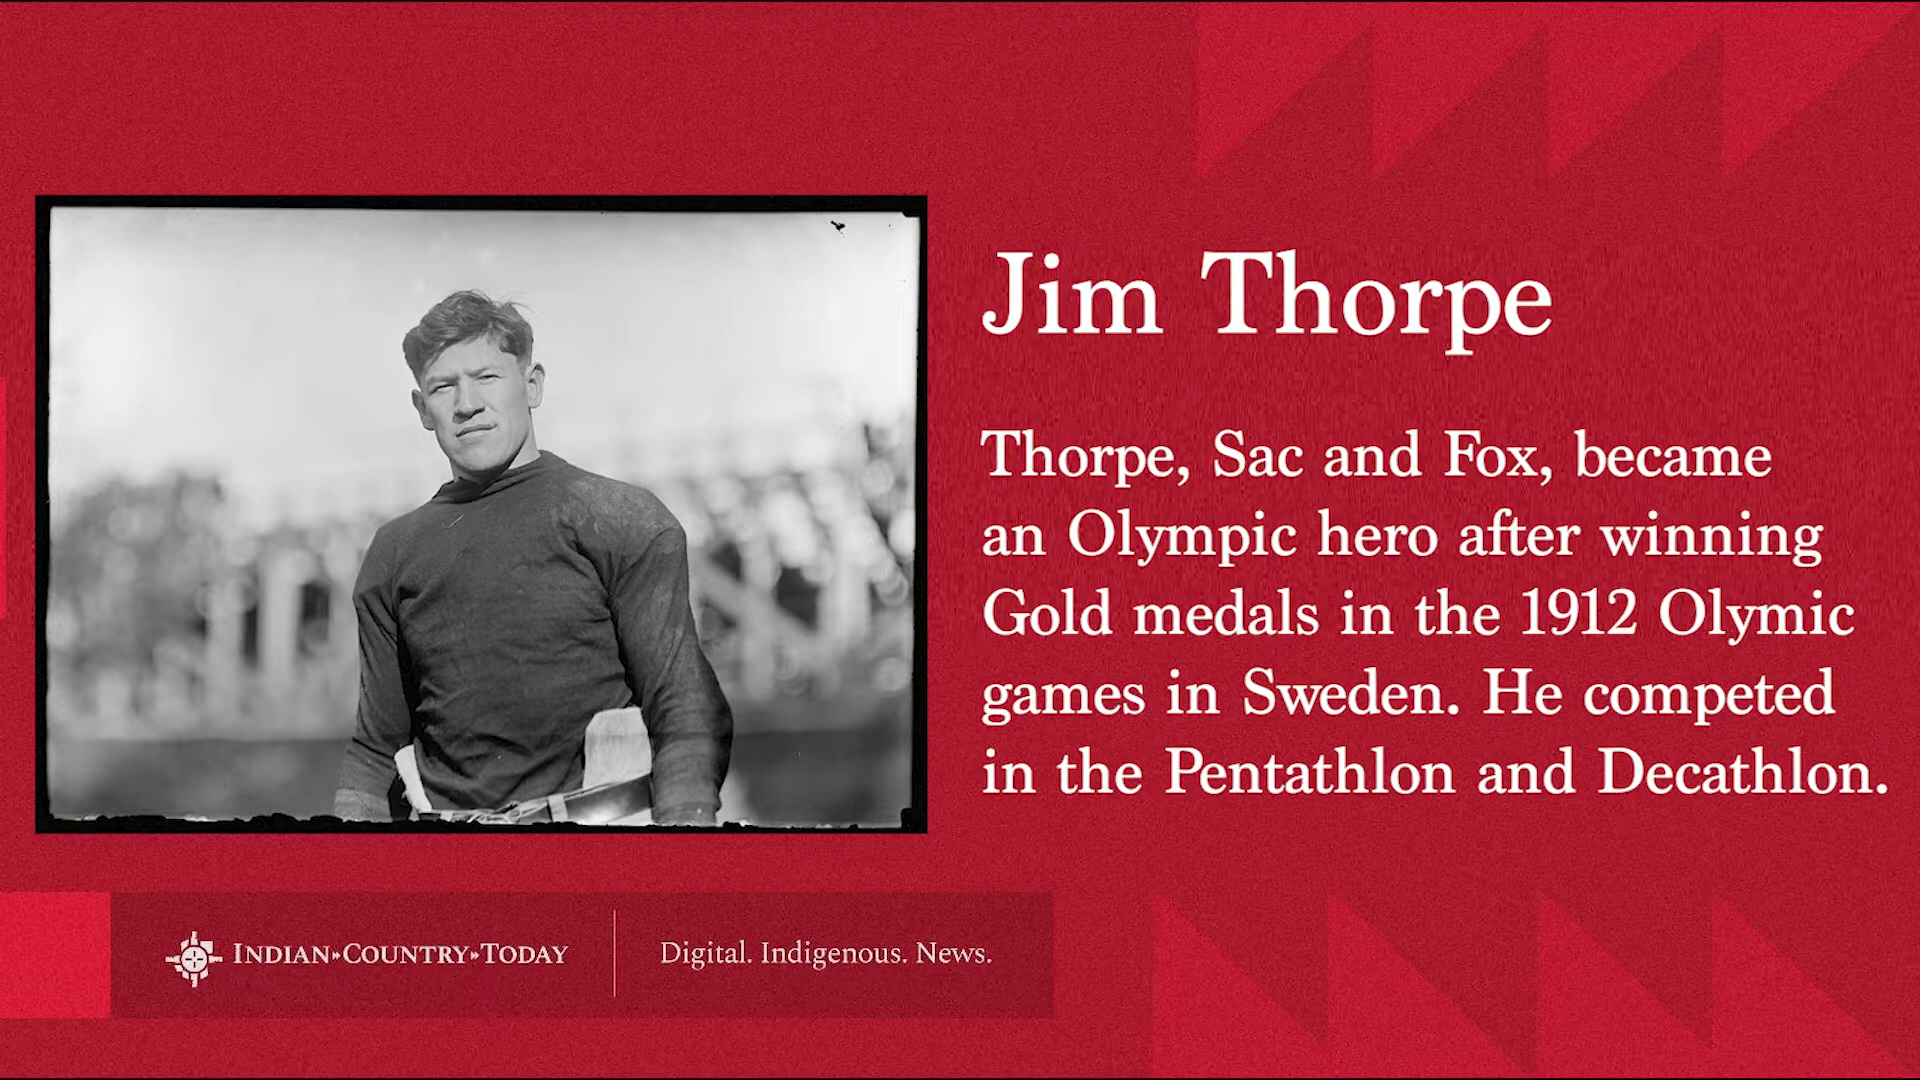 Jim Thorpe
Thorpe, Sac and Fox, became
an Olympic hero after winning
Gold medals in the 1912 Olymic
games in Sweden. He competed
in the Pentathlon and Decathlon.
INDIAN▸COUNTRY▸TODAY
Digital. Indigenous. News.